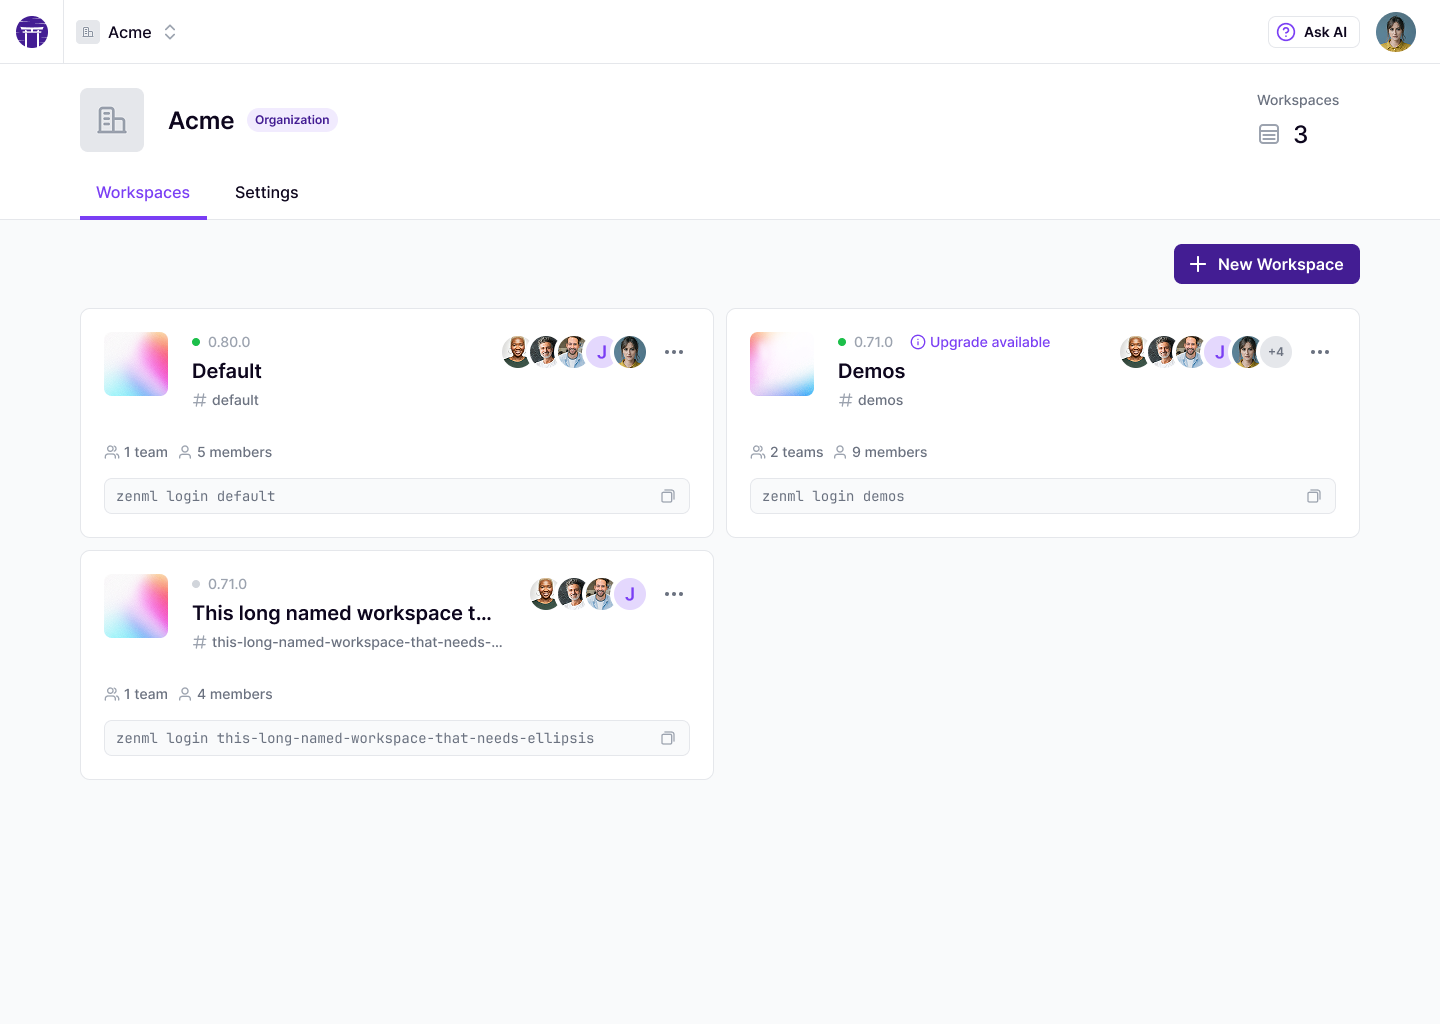 Acme
Ask AI
Acme
Organization
Workspaces
3
Workspaces
Settings
New Workspace
0.80.0
Default
default
J
1 team
5 members
zenml login default
0.71.0
Upgrade available
Demos
demos
J
+4
2 teams
9 members
zenml login demos
0.71.0
This long named workspace t...
this-long-named-workspace-that-needs-...
J
1 team
4 members
zenml login this-long-named-workspace-that-needs-ellipsis